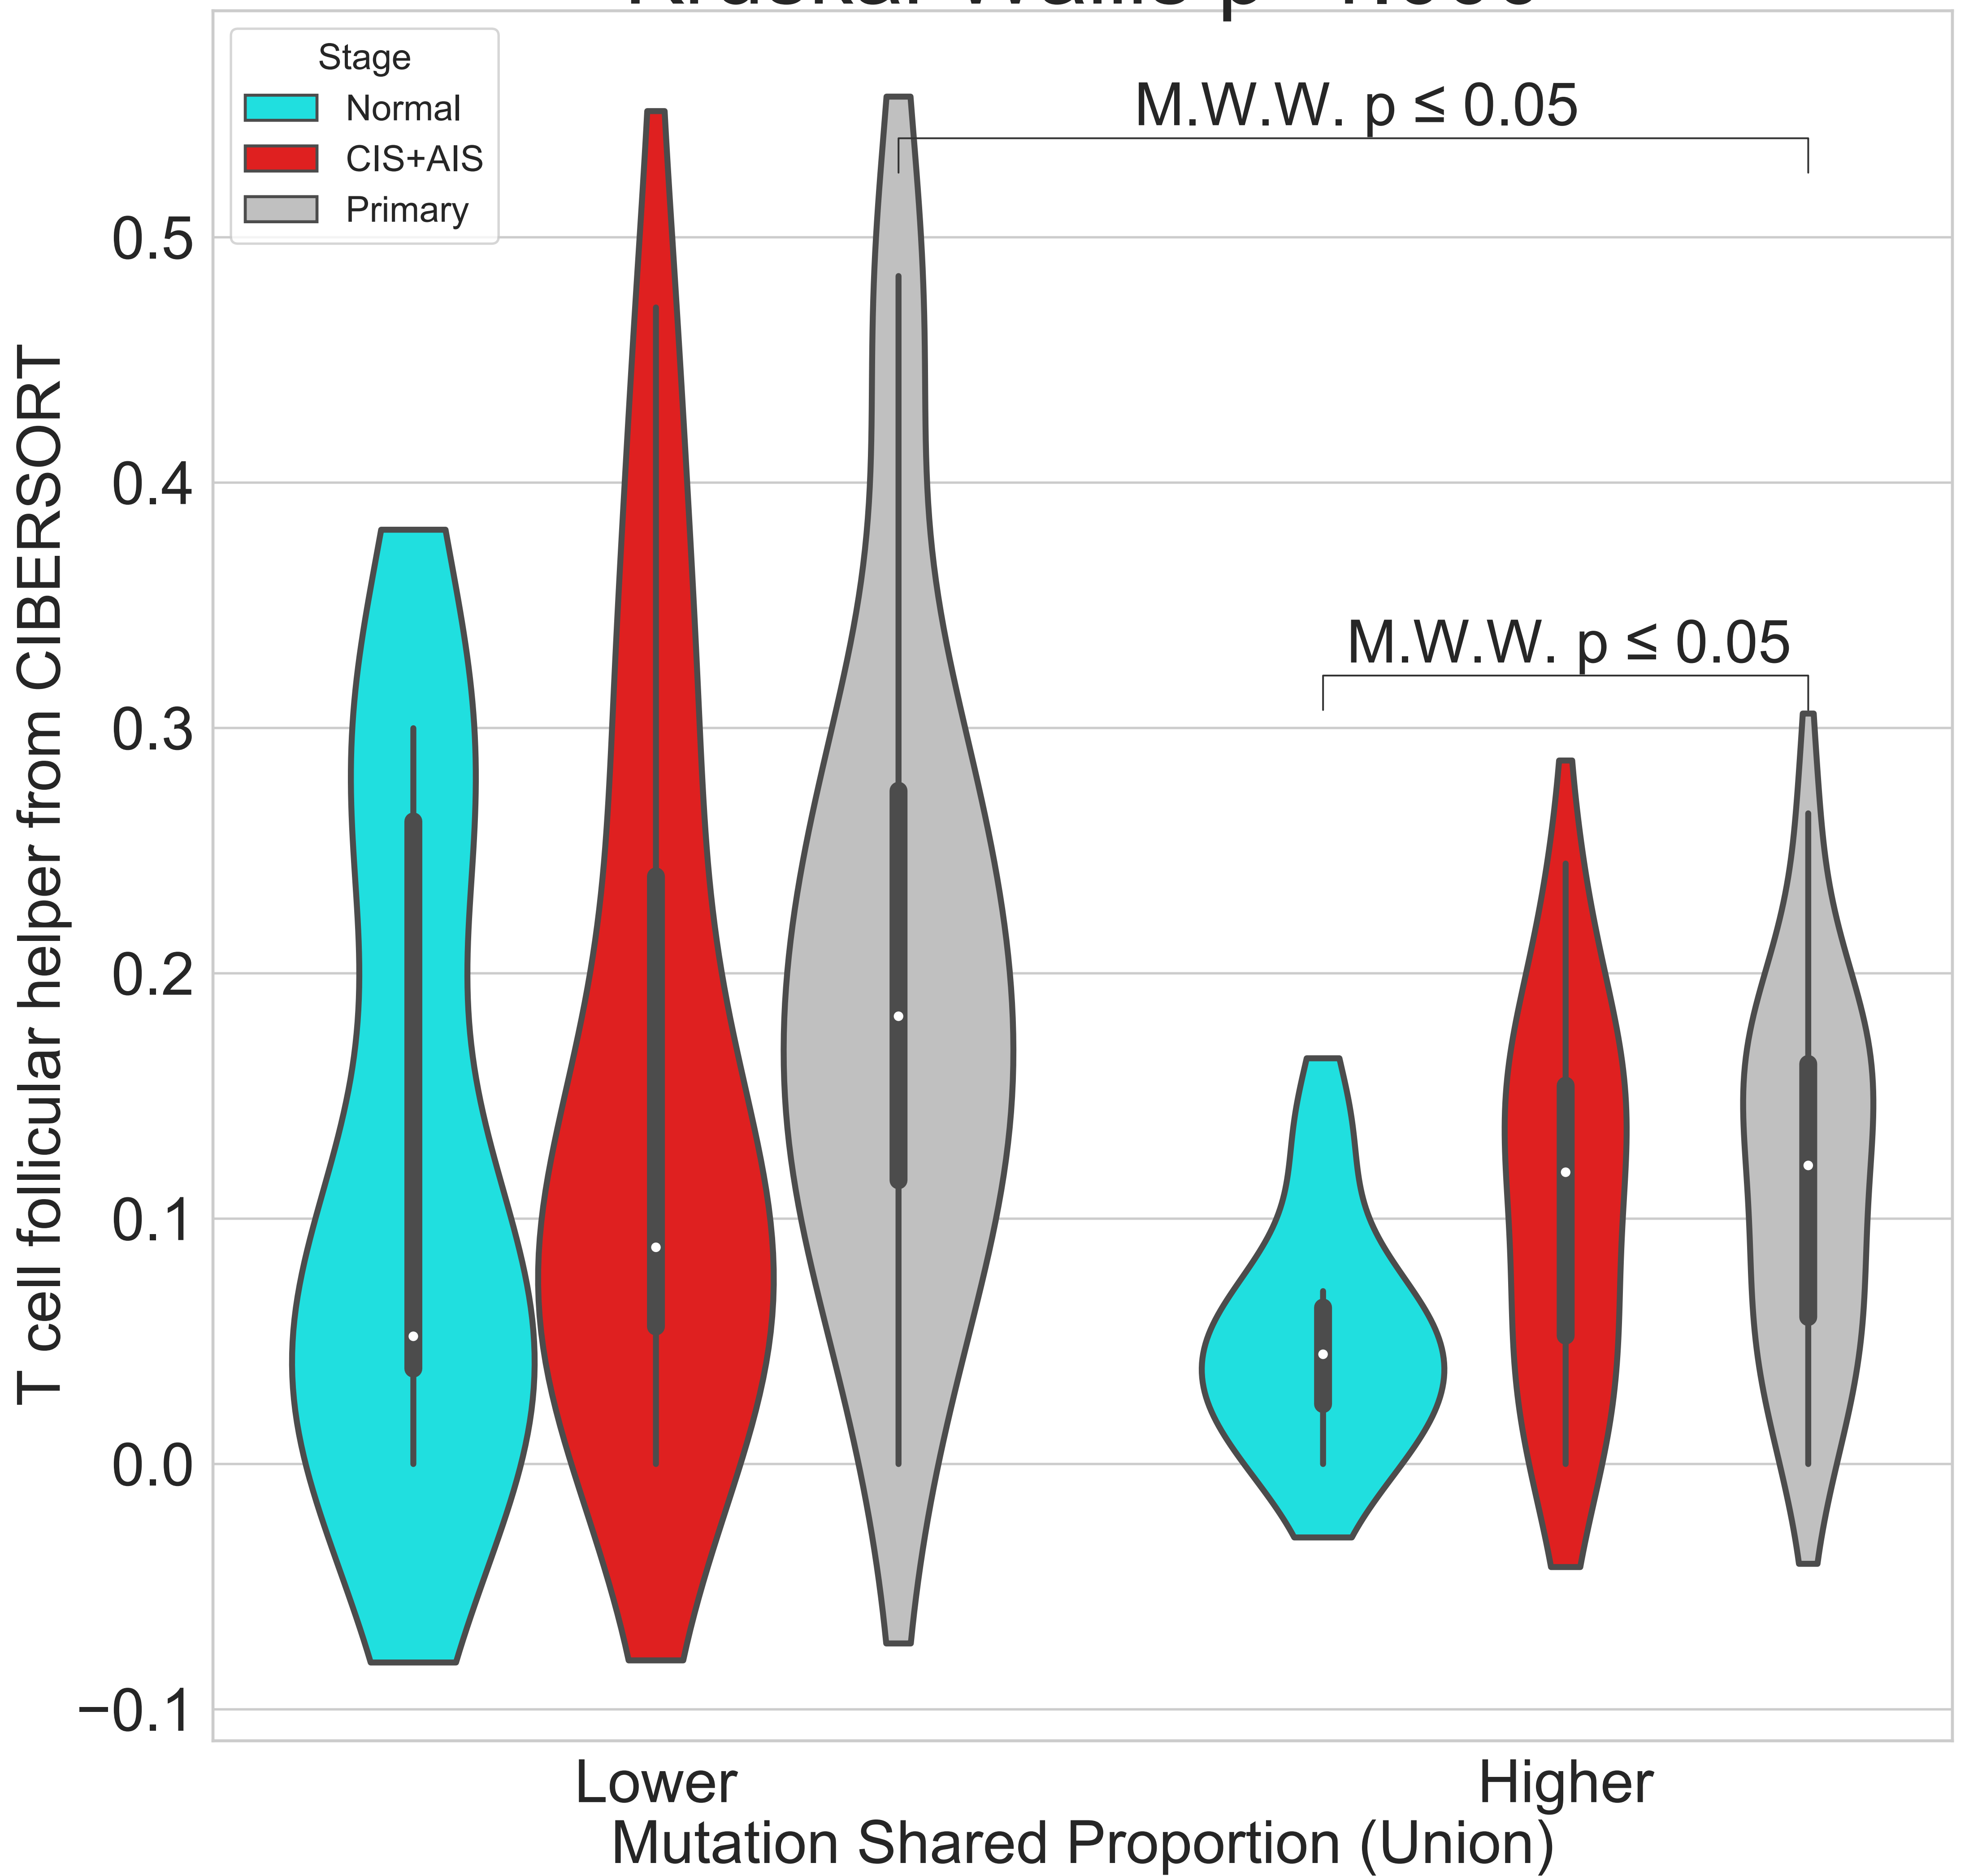 Stage
Normal
CIS+AIS
Primary
M.W.W. p ≤ 0.05
M.W.W. p ≤ 0.05
0.5
0.4
0.3
0.2
0.1
0.0
−0.1
T cell follicular helper from CIBERSORT
Lower
Higher
Mutation Shared Proportion (Union)